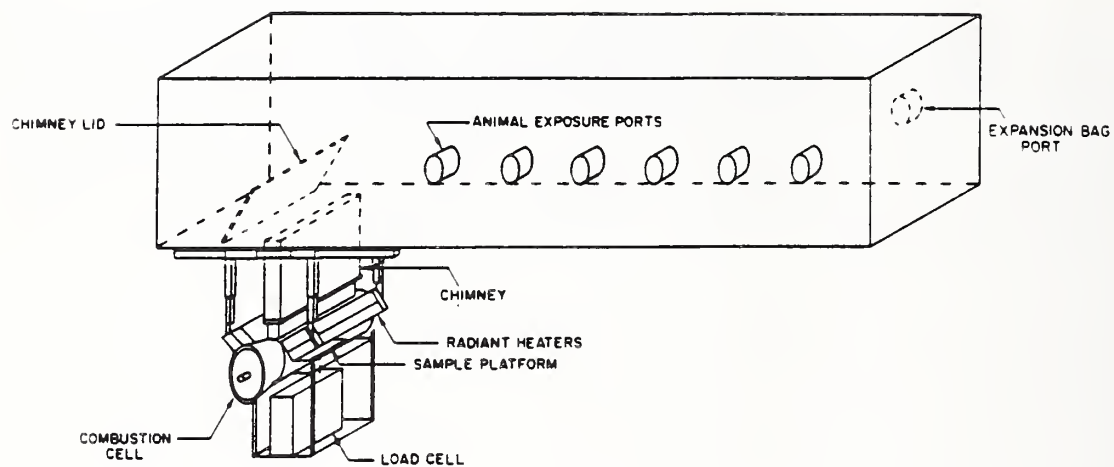 CHIMNEY LID
ANIMAL EXPOSURE PORTS
EXPANSION BAG
PORT
CHIMNEY
RADIANT HEATERS
SAMPLE PLATFORM
COMBUSTION
CELL
LOAD CELL